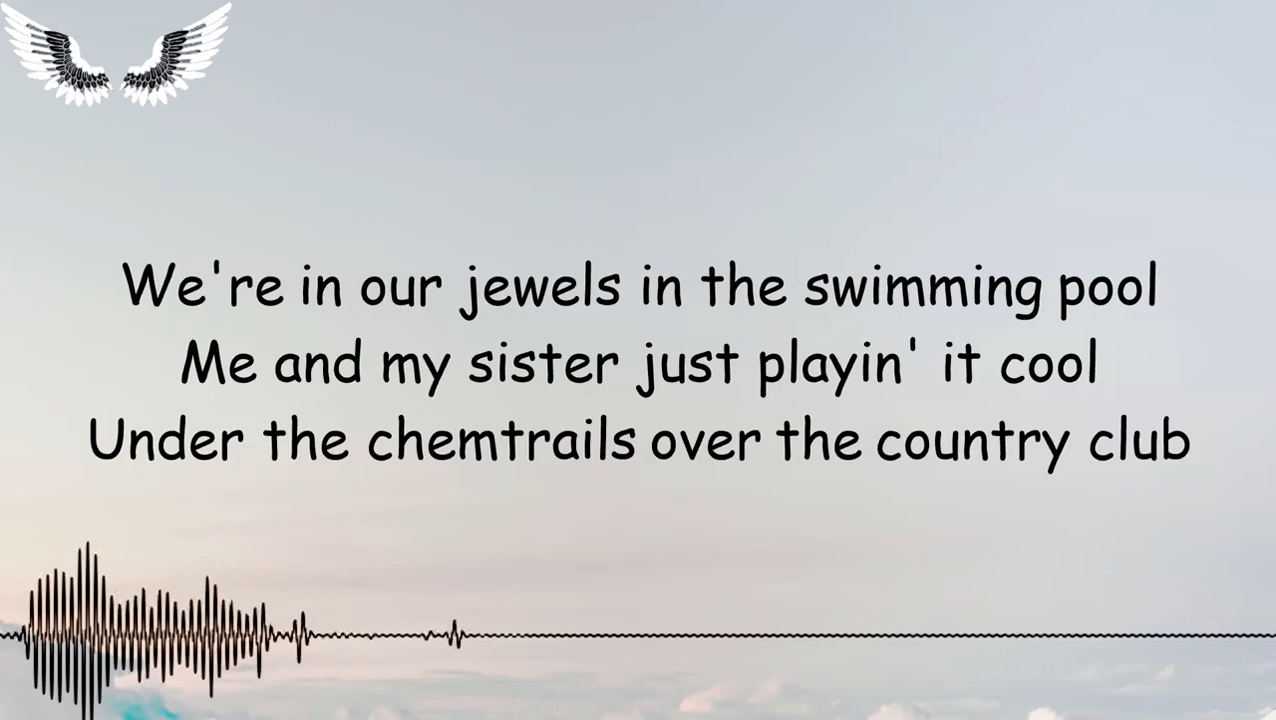 We're in our jewels in the swimming pool
Me and my sister just playin' it cool
Under the chemtrails over the country club